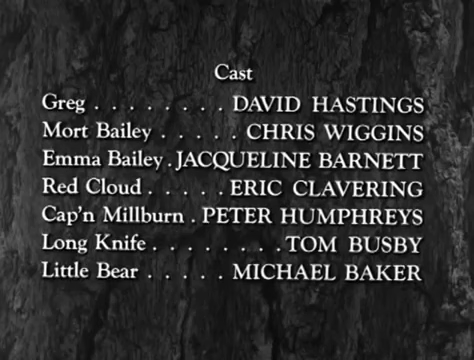 Cast
Greg . . . . . . . . DAVID HASTINGS
Mort Bailey . . . . . CHRIS WIGGINS
Emma Bailey . JACQUELINE BARNETT
Red Cloud . . . . . ERIC CLAVERING
Cap'n Millburn . PETER HUMPHREYS
Long Knife . . . . . . . . TOM BUSBY
Little Bear . . . . . MICHAEL BAKER